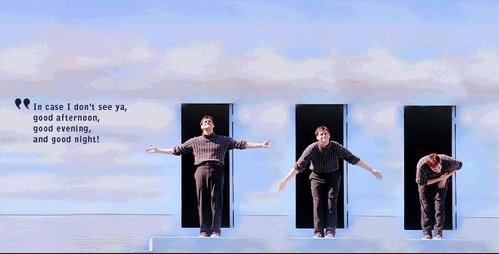 ❞ In case I don't see ya,
good afternoon,
good evening,
and good night!